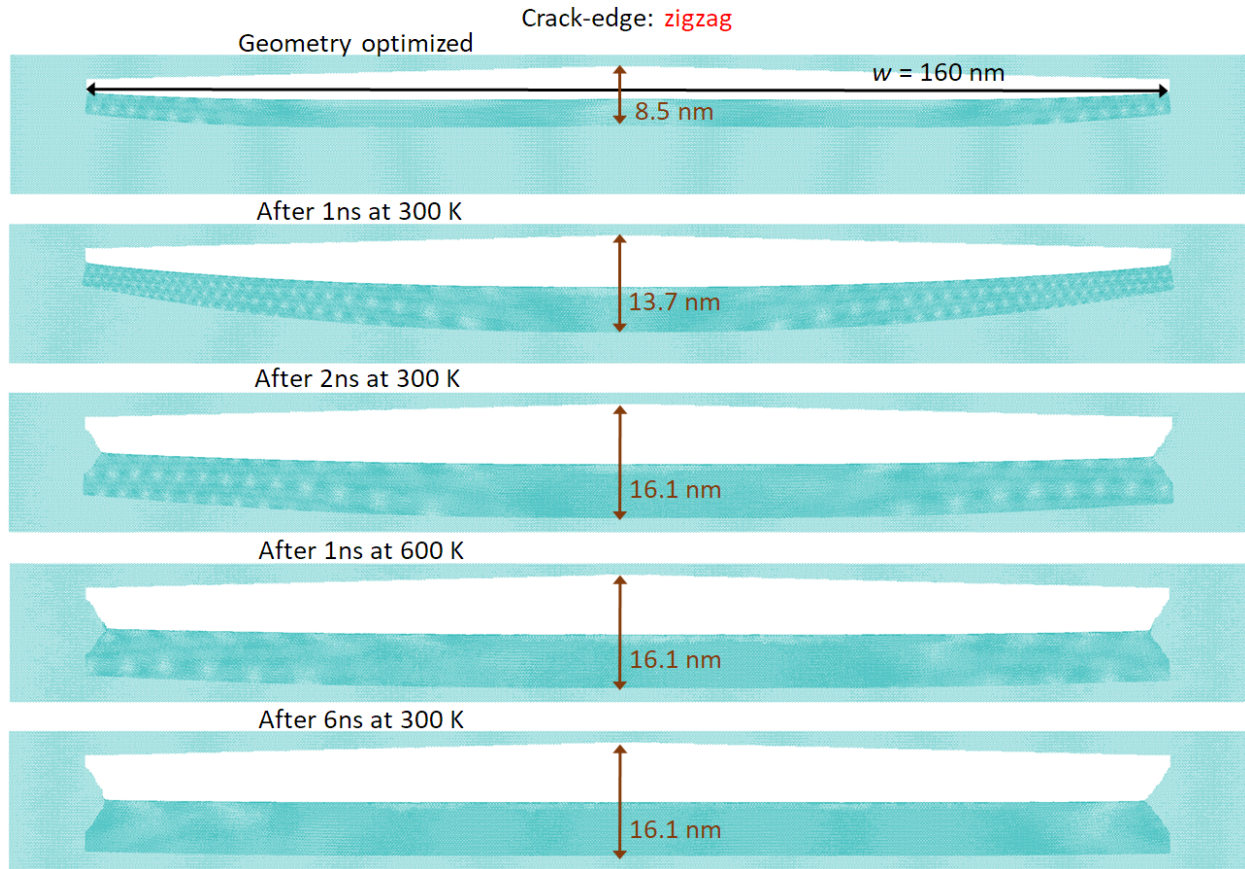 Crack-edge: zigzag
Geometry optimized
w = 160 nm
8.5 nm
After 1ns at 300 K
13.7 nm
After 2ns at 300 K
16.1 nm
After 1ns at 600 K
16.1 nm
After 6ns at 300 K
16.1 nm